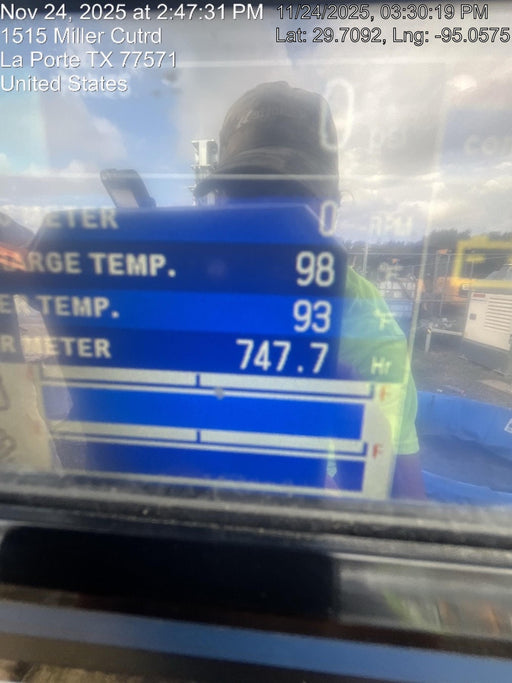 Nov 24, 2025 at 2:47:31 PM
1515 Miller Cutrd
La Porte TX 77571
United States
11/24/2025, 03:30:19 PM
Lat: 29.7092, Lng: -95.0575
0
METER 0
ARGE TEMP. 98
ER TEMP. 93 °F
R METER 747.7 Hr
F
F